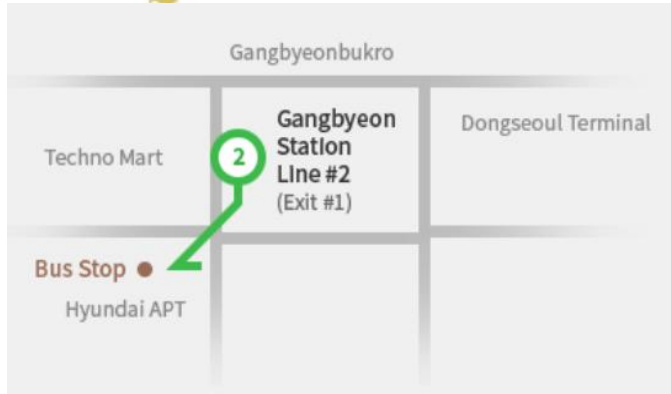 Gangbyeonbukro
Techno Mart
2
Gangbyeon
Station
Line #2
(Exit #1)
Dongseoul Terminal
Bus Stop
Hyundai APT